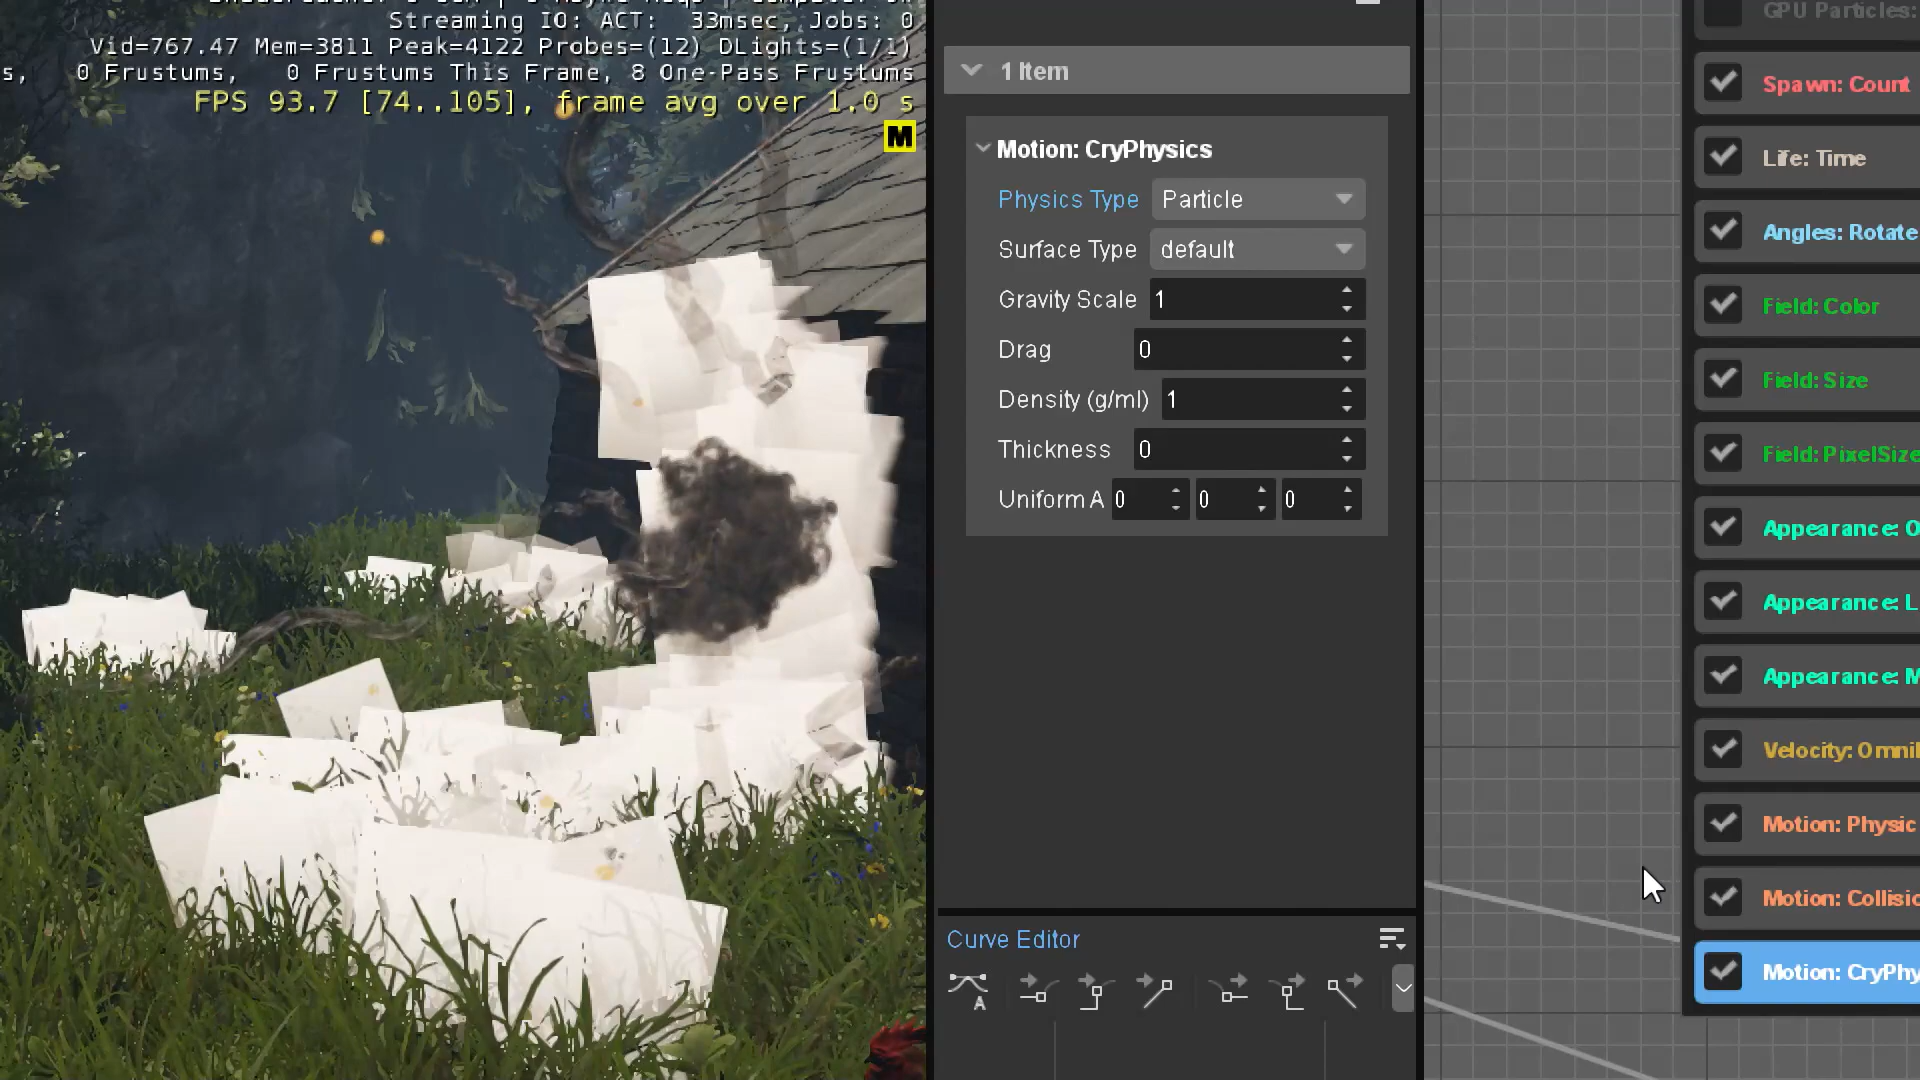 Streaming IO: ACT:   33msec, Jobs: 0
Vid=767.47 Mem=3811 Peak=4122 Probes=(12) DLights=(1/1)
s,   0 Frustums,   0 Frustums This Frame, 8 One-Pass Frustums
FPS 93.7 [74..105], frame avg over 1.0 s
M
1 Item
Motion: CryPhysics
Physics Type Particle
Surface Type default
Gravity Scale 1
Drag 0
Density (g/ml) 1
Thickness 0
Uniform A 0 0 0
Curve Editor
A
GPU Particles:
Spawn: Count
Life: Time
Angles: Rotate
Field: Color
Field: Size
Field: PixelSize
Appearance: O
Appearance: L
Appearance: M
Velocity: Omni
Motion: Physic
Motion: Collisio
Motion: CryPhy